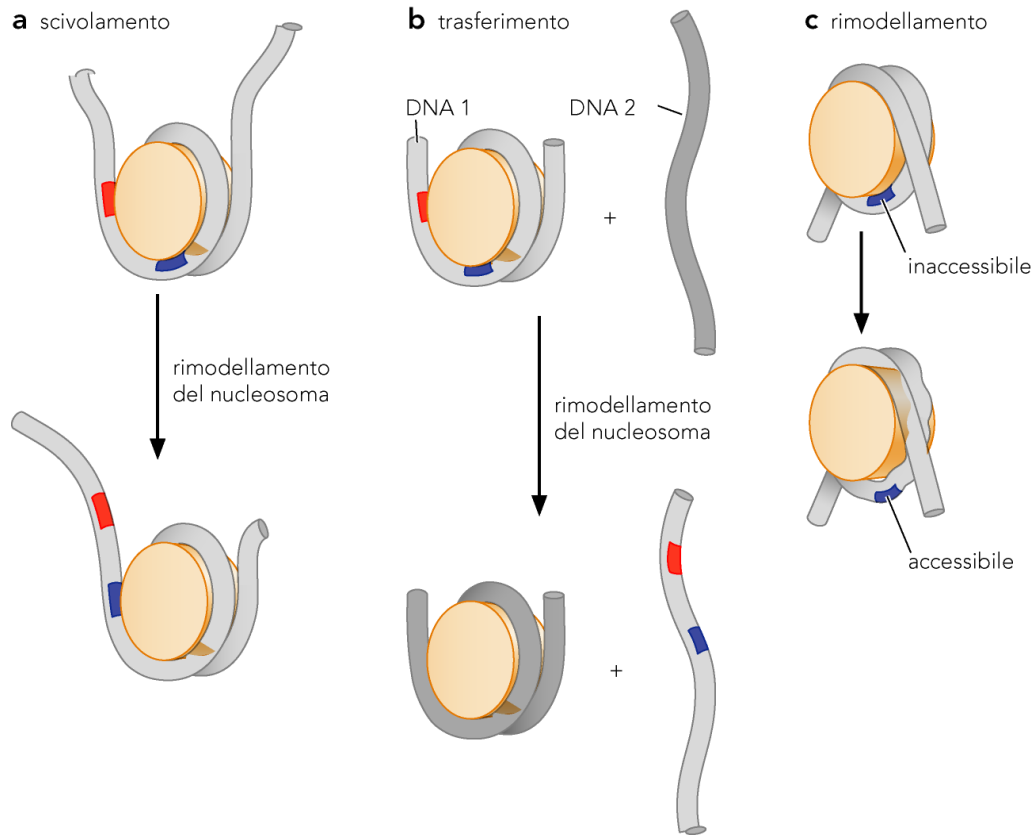 a scivolamento
rimodellamento
del nucleosoma
b trasferimento
DNA 1
DNA 2
+
rimodellamento
del nucleosoma
+
c rimodellamento
inaccessibile
accessibile